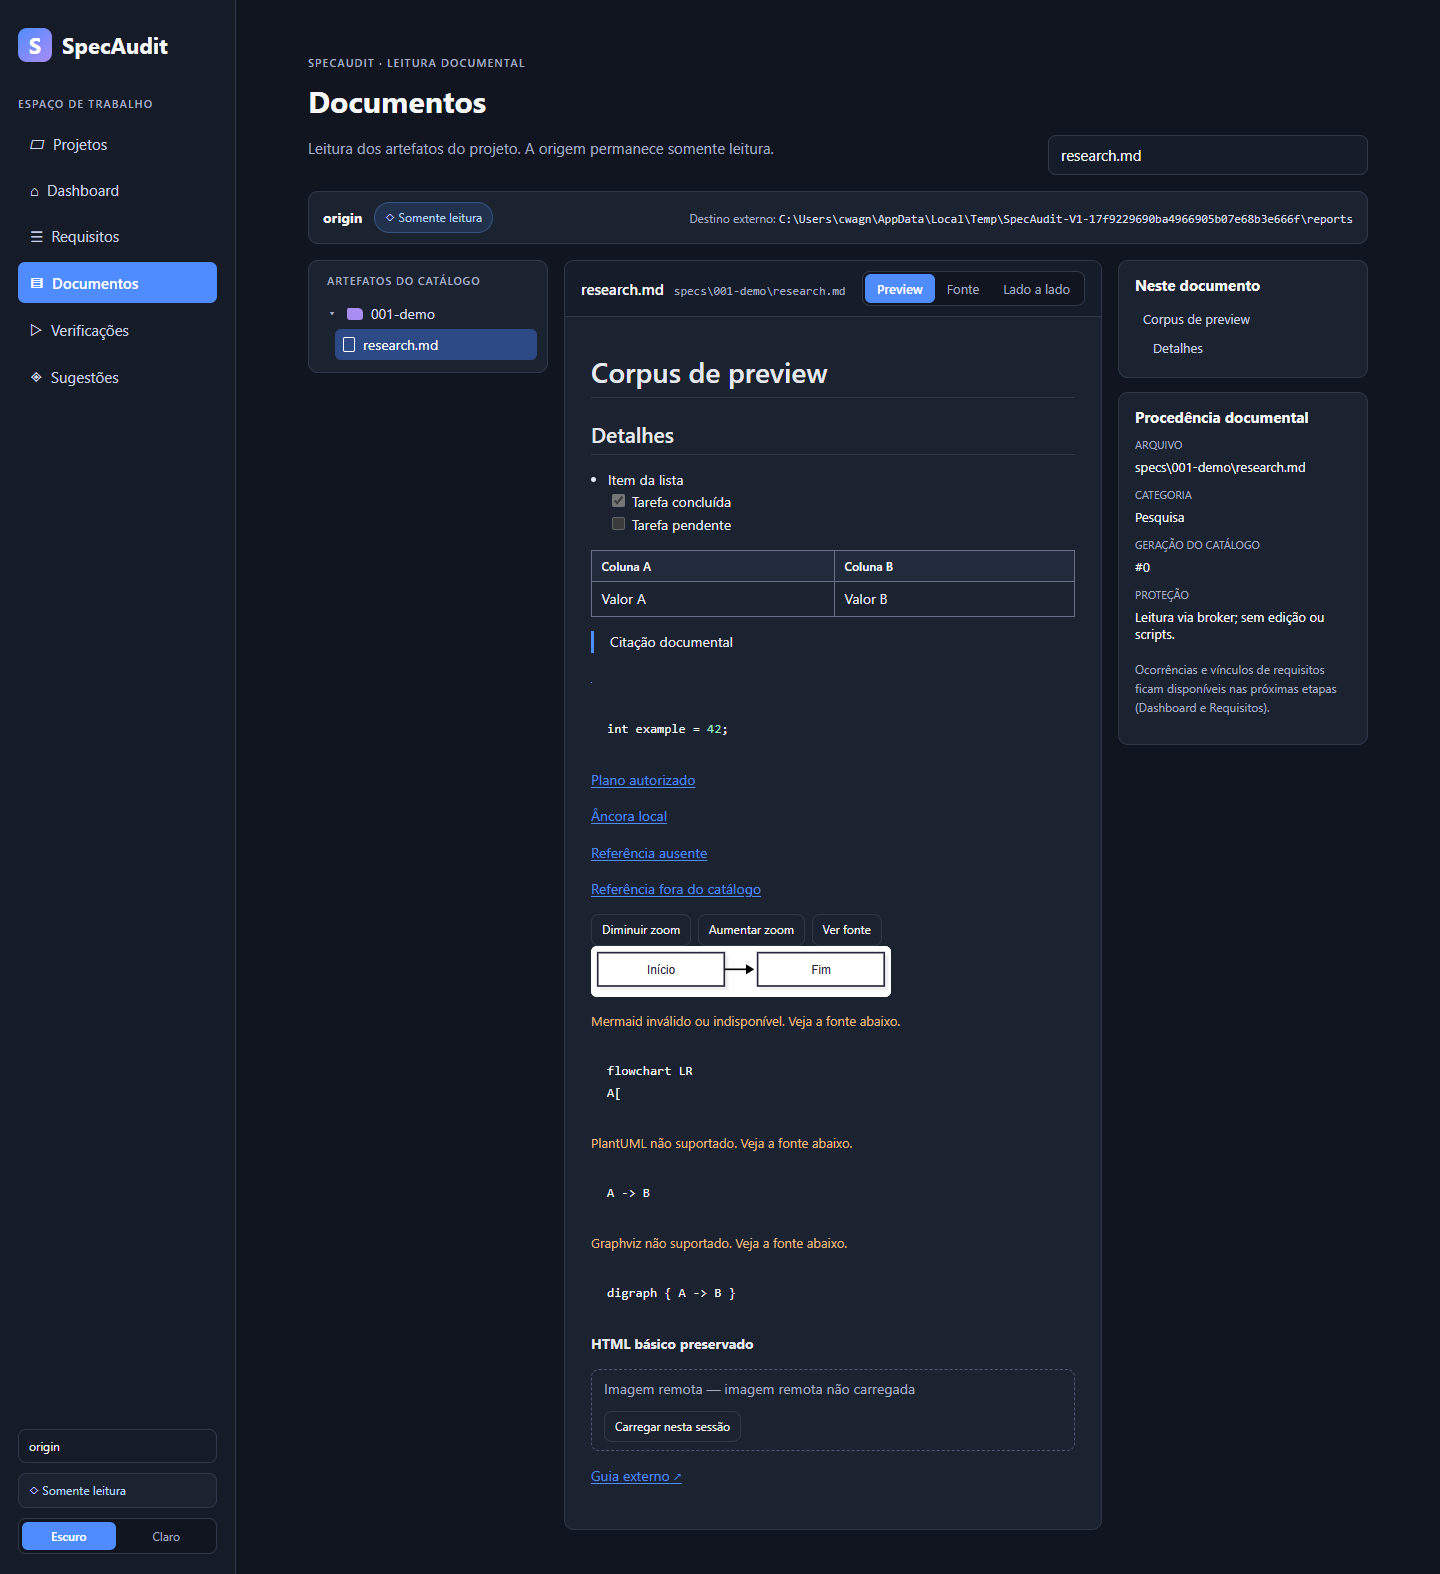 S SpecAudit
ESPAÇO DE TRABALHO
Projetos
Dashboard
Requisitos
Documentos
Verificações
Sugestões
origin
Somente leitura
Escuro
Claro
SPECAUDIT · LEITURA DOCUMENTAL
Documentos
Leitura dos artefatos do projeto. A origem permanece somente leitura.
research.md
origin
Somente leitura
Destino externo: C:\Users\cwagn\AppData\Local\Temp\SpecAudit-V1-17f9229690ba4966905b07e68b3e666f\reports
ARTEFATOS DO CATÁLOGO
001-demo
research.md
research.md specs\001-demo\research.md
Preview
Fonte
Lado a lado
Corpus de preview
Detalhes
Item da lista
Tarefa concluída
Tarefa pendente
Coluna A
Coluna B
Valor A
Valor B
Citação documental
int example = 42;
Plano autorizado
Âncora local
Referência ausente
Referência fora do catálogo
Diminuir zoom
Aumentar zoom
Ver fonte
Início
Fim
Mermaid inválido ou indisponível. Veja a fonte abaixo.
flowchart LR
A[
PlantUML não suportado. Veja a fonte abaixo.
A -> B
Graphviz não suportado. Veja a fonte abaixo.
digraph { A -> B }
HTML básico preservado
Imagem remota — imagem remota não carregada
Carregar nesta sessão
Guia externo ↗
Neste documento
Corpus de preview
Detalhes
Procedência documental
ARQUIVO
specs\001-demo\research.md
CATEGORIA
Pesquisa
GERAÇÃO DO CATÁLOGO
#0
PROTEÇÃO
Leitura via broker; sem edição ou
scripts.
Ocorrências e vínculos de requisitos
ficam disponíveis nas próximas etapas
(Dashboard e Requisitos).